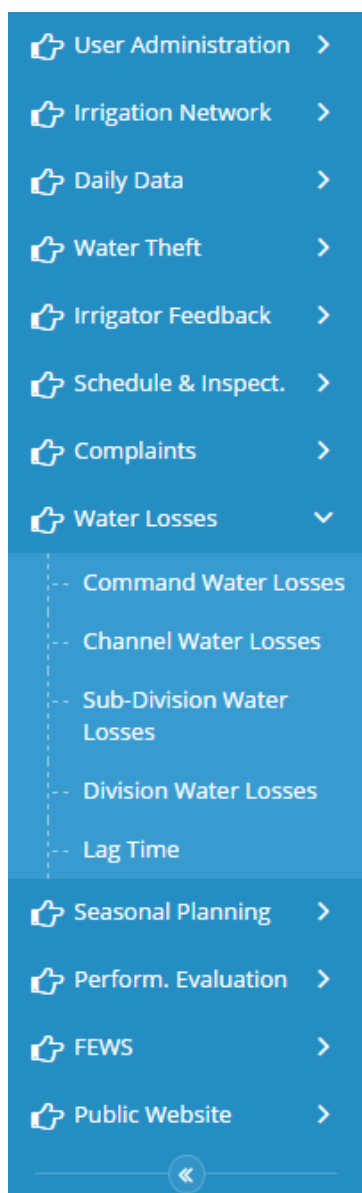 User Administration
Irrigation Network
Daily Data
Water Theft
Irrigator Feedback
Schedule & Inspect.
Complaints
Water Losses
Command Water Losses
Channel Water Losses
Sub-Division Water
Losses
Division Water Losses
Lag Time
Seasonal Planning
Perform. Evaluation
FEWS
Public Website